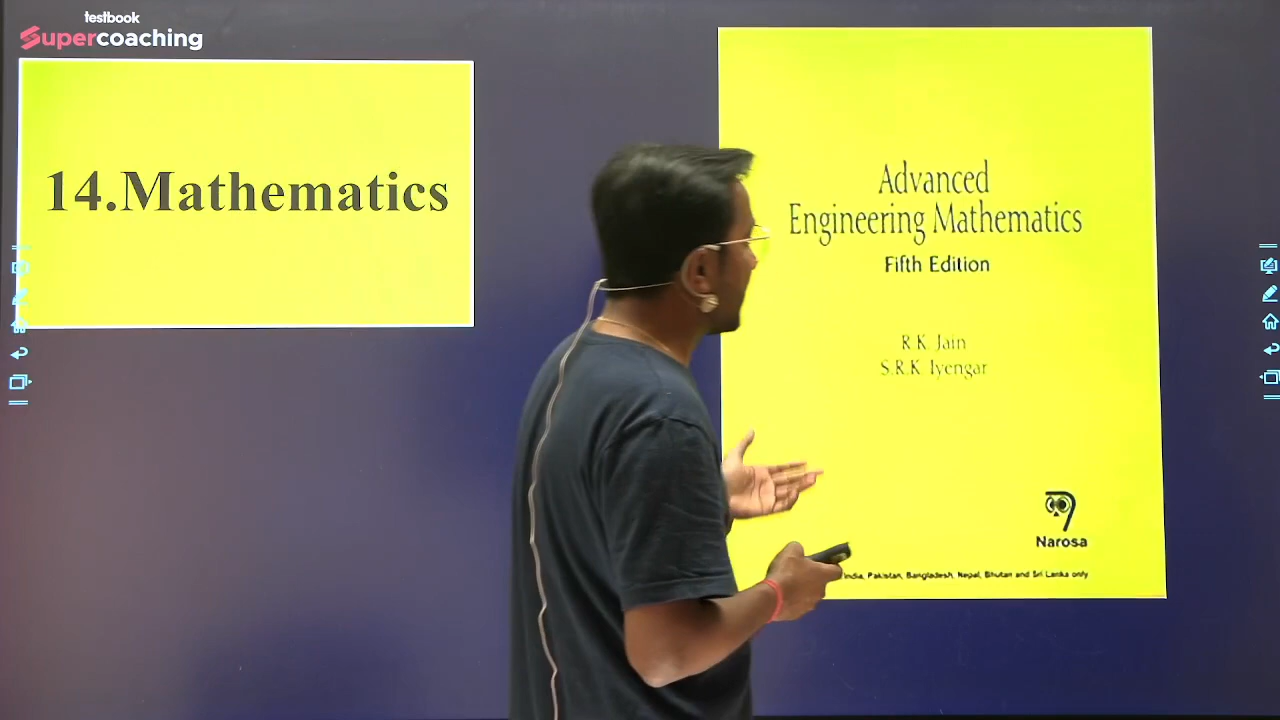 testbook
Supercoaching
14.Mathematics
Advanced
Engineering Mathematics
Fifth Edition
R.K. Jain
S.R.K. Iyengar
Narosa
India, Pakistan, Bangladesh, Nepal, Bhutan and Sri Lanka only